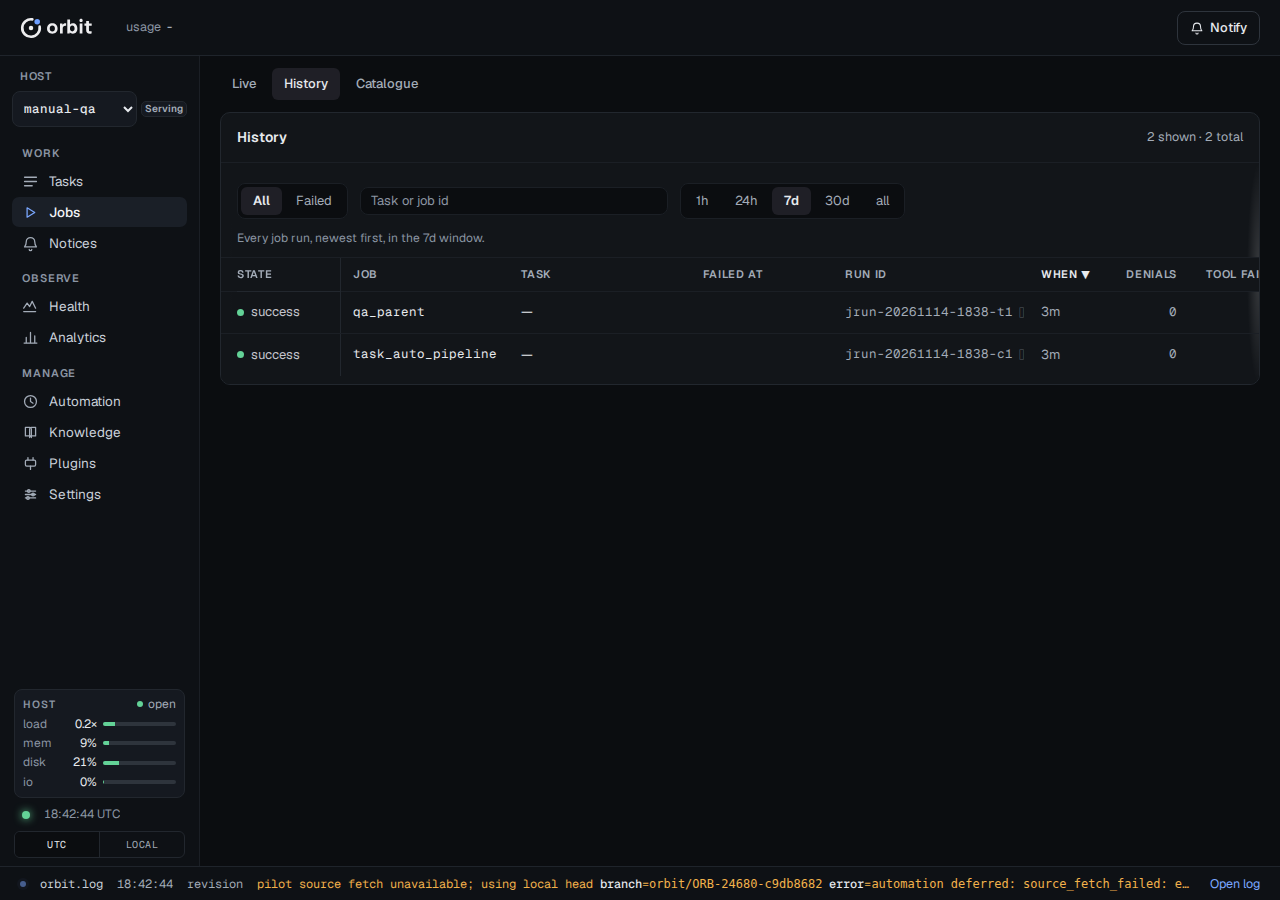 orbit
usage -
Notify
HOST
manual-qa
Serving
WORK
Tasks
Jobs
Notices
OBSERVE
Health
Analytics
MANAGE
Automation
Knowledge
Plugins
Settings
HOST open
load 0.2×
mem 9%
disk 21%
io 0%
18:42:44 UTC
UTC LOCAL
Live History Catalogue
History 2 shown · 2 total
All Failed Task or job id 1h 24h 7d 30d all
Every job run, newest first, in the 7d window.
STATE JOB TASK FAILED AT RUN ID WHEN ▼ DENIALS TOOL FAI
success qa_parent — jrun-20261114-1838-t1 3m 0
success task_auto_pipeline — jrun-20261114-1838-c1 3m 0
orbit.log 18:42:44 revision pilot source fetch unavailable; using local head branch=orbit/ORB-24680-c9db8682 error=automation deferred: source_fetch_failed: e… Open log